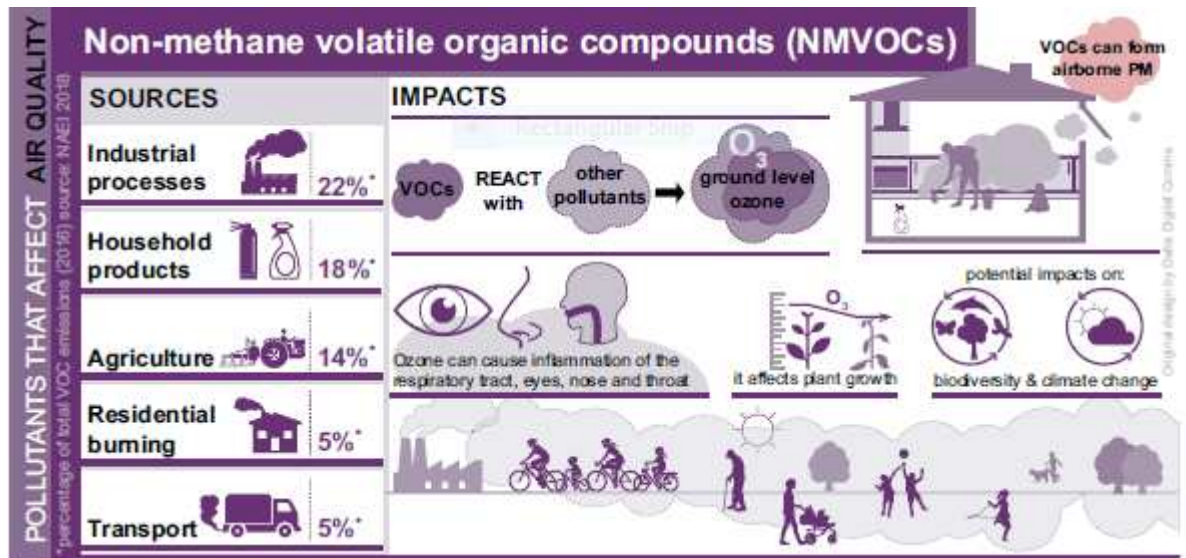 POLLUTANTS THAT AFFECT AIR QUALITY
*percentage of total VOC emissions (2016) source: NAEI 2018
Non-methane volatile organic compounds (NMVOCs)
SOURCES
Industrial
processes
22%*
Household
products
18%*
Agriculture
14%*
Residential
burning
5%*
Transport
5%*
IMPACTS
Rectangular Snip
VOCs
REACT
with
other
pollutants
O3
ground level
ozone
VOCs can form
airborne PM
Ozone can cause inflammation of the
respiratory tract, eyes, nose and throat
O3
it affects plant growth
potential impacts on:
biodiversity & climate change
Original design by